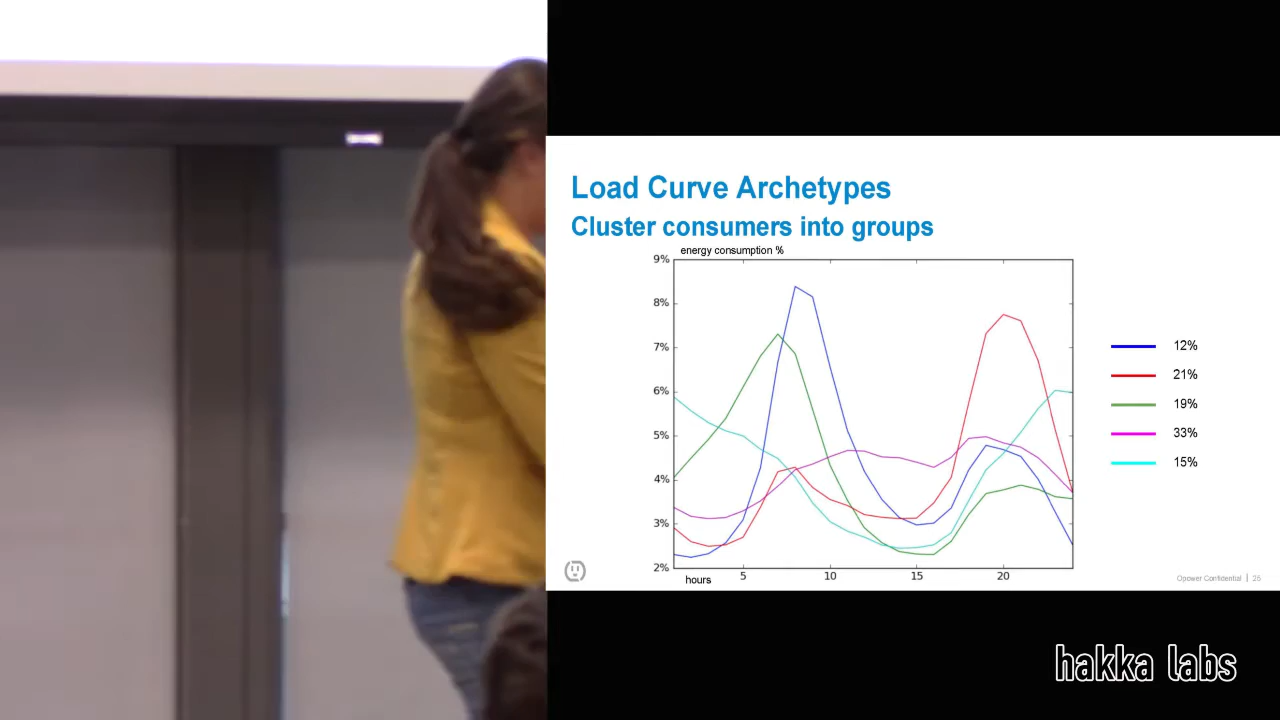 Load Curve Archetypes
Cluster consumers into groups
energy consumption %
9%
8%
7%
6%
5%
4%
3%
2%
hours
5
10
15
20
12%
21%
19%
33%
15%
Opower Confidential | 25
hakka labs